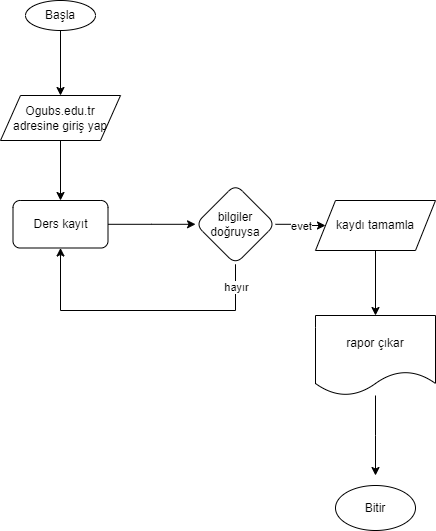 Başla
Ogubs.edu.tr
adresine giriş yap
Ders kayıt
bilgiler
doğruysa
evet
kaydı tamamla
hayır
rapor çıkar
Bitir